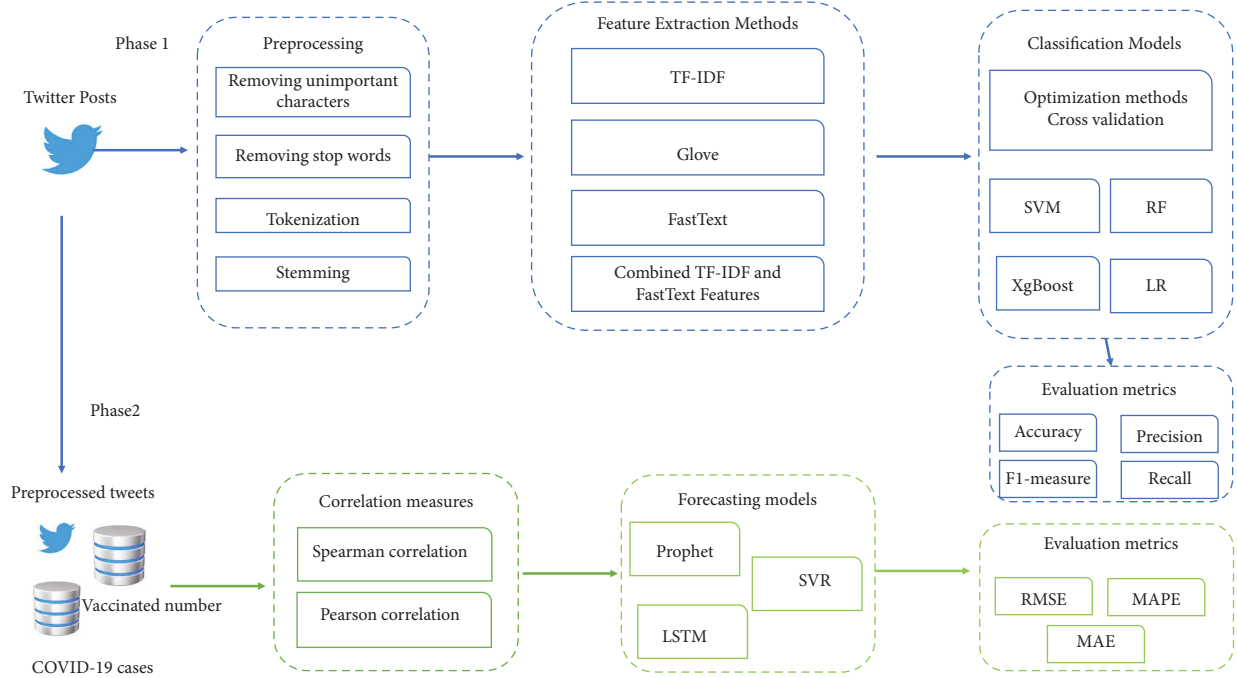 Phase 1
Twitter Posts
Preprocessing
Removing unimportant
characters
Removing stop words
Tokenization
Stemming
Feature Extraction Methods
TF-IDF
Glove
FastText
Combined TF-IDF and
FastText Features
Classification Models
Optimization methods
Cross validation
SVM
RF
XgBoost
LR
Evaluation metrics
Accuracy
Precision
F1-measure
Recall
Phase2
Preprocessed tweets
Vaccinated number
COVID-19 cases
Correlation measures
Spearman correlation
Pearson correlation
Forecasting models
Prophet
SVR
LSTM
Evaluation metrics
RMSE
MAPE
MAE